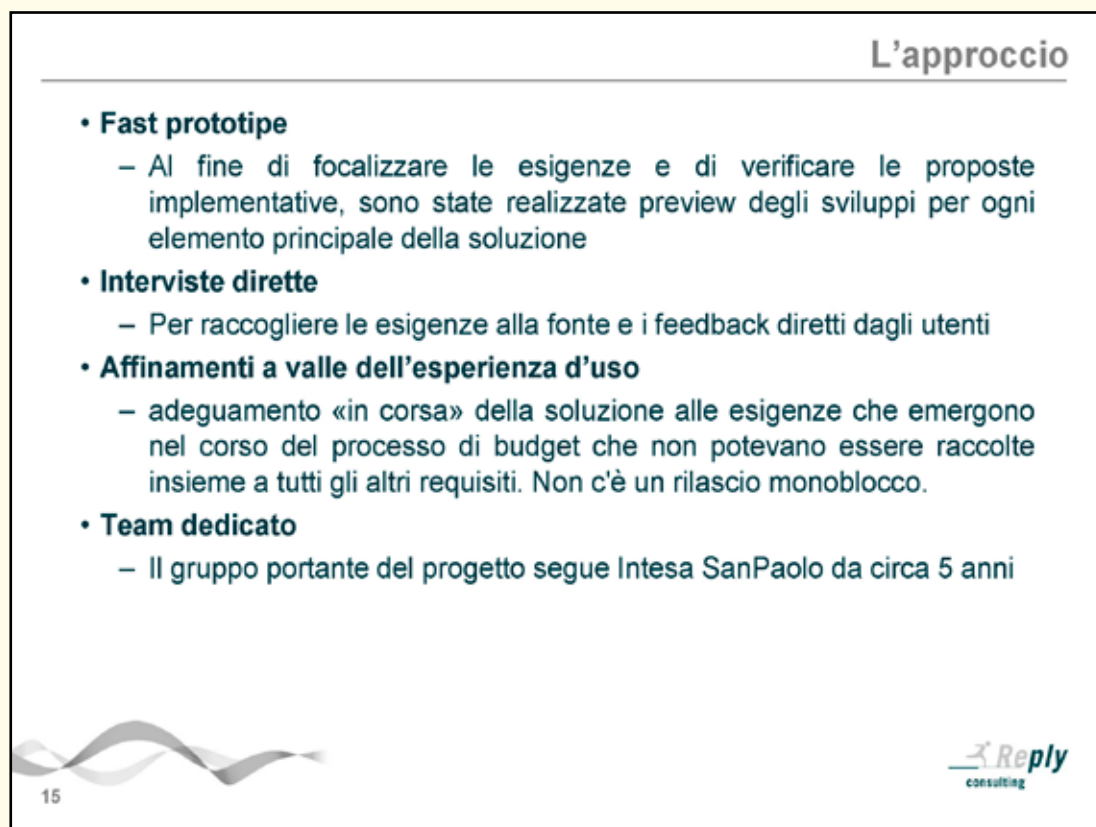 L'approccio
• Fast prototipe
– Al fine di focalizzare le esigenze e di verificare le proposte
implementative, sono state realizzate preview degli sviluppi per ogni
elemento principale della soluzione
• Interviste dirette
– Per raccogliere le esigenze alla fonte e i feedback diretti dagli utenti
• Affinamenti a valle dell'esperienza d'uso
– adeguamento «in corsa» della soluzione alle esigenze che emergono
nel corso del processo di budget che non potevano essere raccolte
insieme a tutti gli altri requisiti. Non c'è un rilascio monoblocco.
• Team dedicato
– Il gruppo portante del progetto segue Intesa SanPaolo da circa 5 anni
Reply
consulting
15